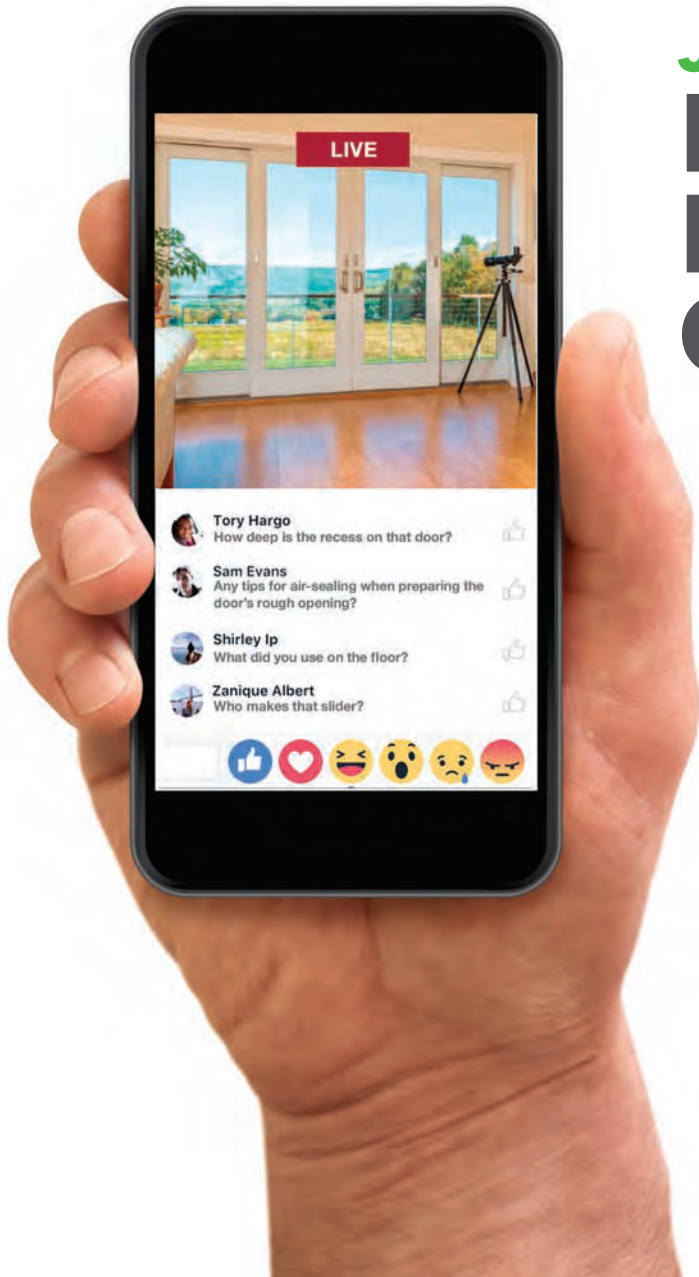 LIVE
Tory Hargo
How deep is the recess on that door?
Sam Evans
Any tips for air-sealing when preparing the
door's rough opening?
Shirley Ip
What did you use on the floor?
Zanique Albert
Who makes that slider?